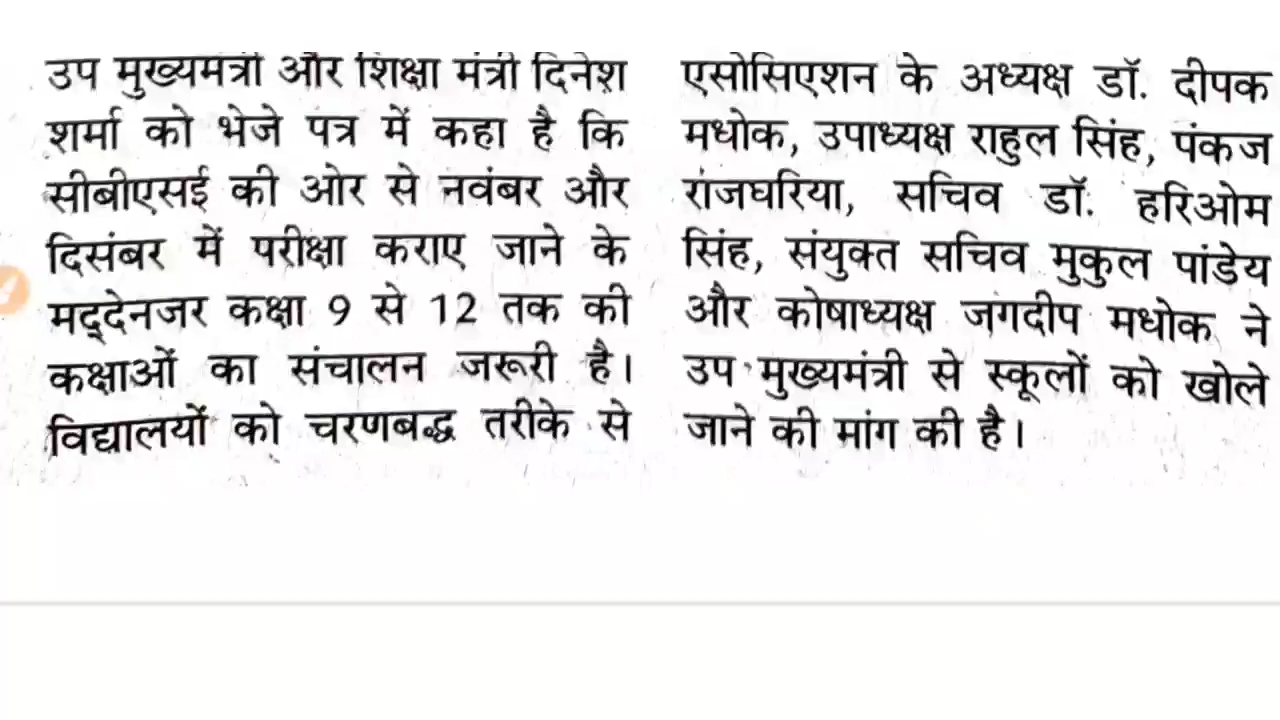 उप मुख्यमंत्री और शिक्षा मंत्री दिनेश
शर्मा को भेजे पत्र में कहा है कि
सीबीएसई की ओर से नवंबर और
दिसंबर में परीक्षा कराए जाने के
मद्देनजर कक्षा 9 से 12 तक की
कक्षाओं का संचालन जरूरी है।
विद्यालयों को चरणबद्ध तरीके से
एसोसिएशन के अध्यक्ष डॉ. दीपक
मधोक, उपाध्यक्ष राहुल सिंह, पंकज
राजघरिया, सचिव डॉ. हरिओम
सिंह, संयुक्त सचिव मुकुल पांडेय
और कोषाध्यक्ष जगदीप मधोक ने
उप मुख्यमंत्री से स्कूलों को खोले
जाने की मांग की है।